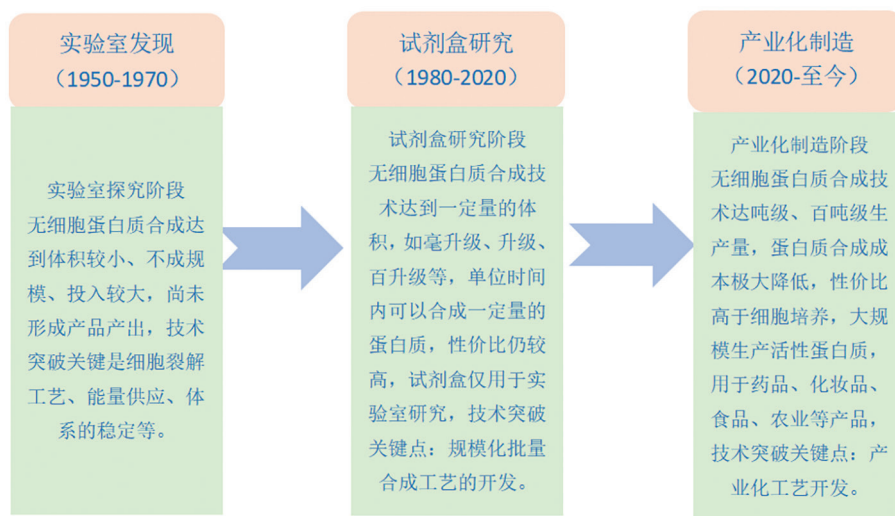 实验室发现
（1950-1970）
实验室探究阶段
无细胞蛋白质合成达
到体积较小、不成规
模、投入较大，尚未
形成产品产出，技术
突破关键是细胞裂解
工艺、能量供应、体
系的稳定等。
试剂盒研究
（1980-2020）
试剂盒研究阶段
无细胞蛋白质合成技
术达到一定量的体
积，如毫升级、升级、
百升级等，单位时间
内可以合成一定量的
蛋白质，性价比仍较
高，试剂盒仅用于实
验室研究，技术突破
关键点：规模化批量
合成工艺的开发。
产业化制造
（2020-至今）
产业化制造阶段
无细胞蛋白质合成技
术达吨级、百吨级生
产量，蛋白质合成成
本极大降低，性价比
高于细胞培养，大规
模生产活性蛋白质，
用于药品、化妆品、
食品、农业等产品，
技术突破关键点：产
业化工艺开发。